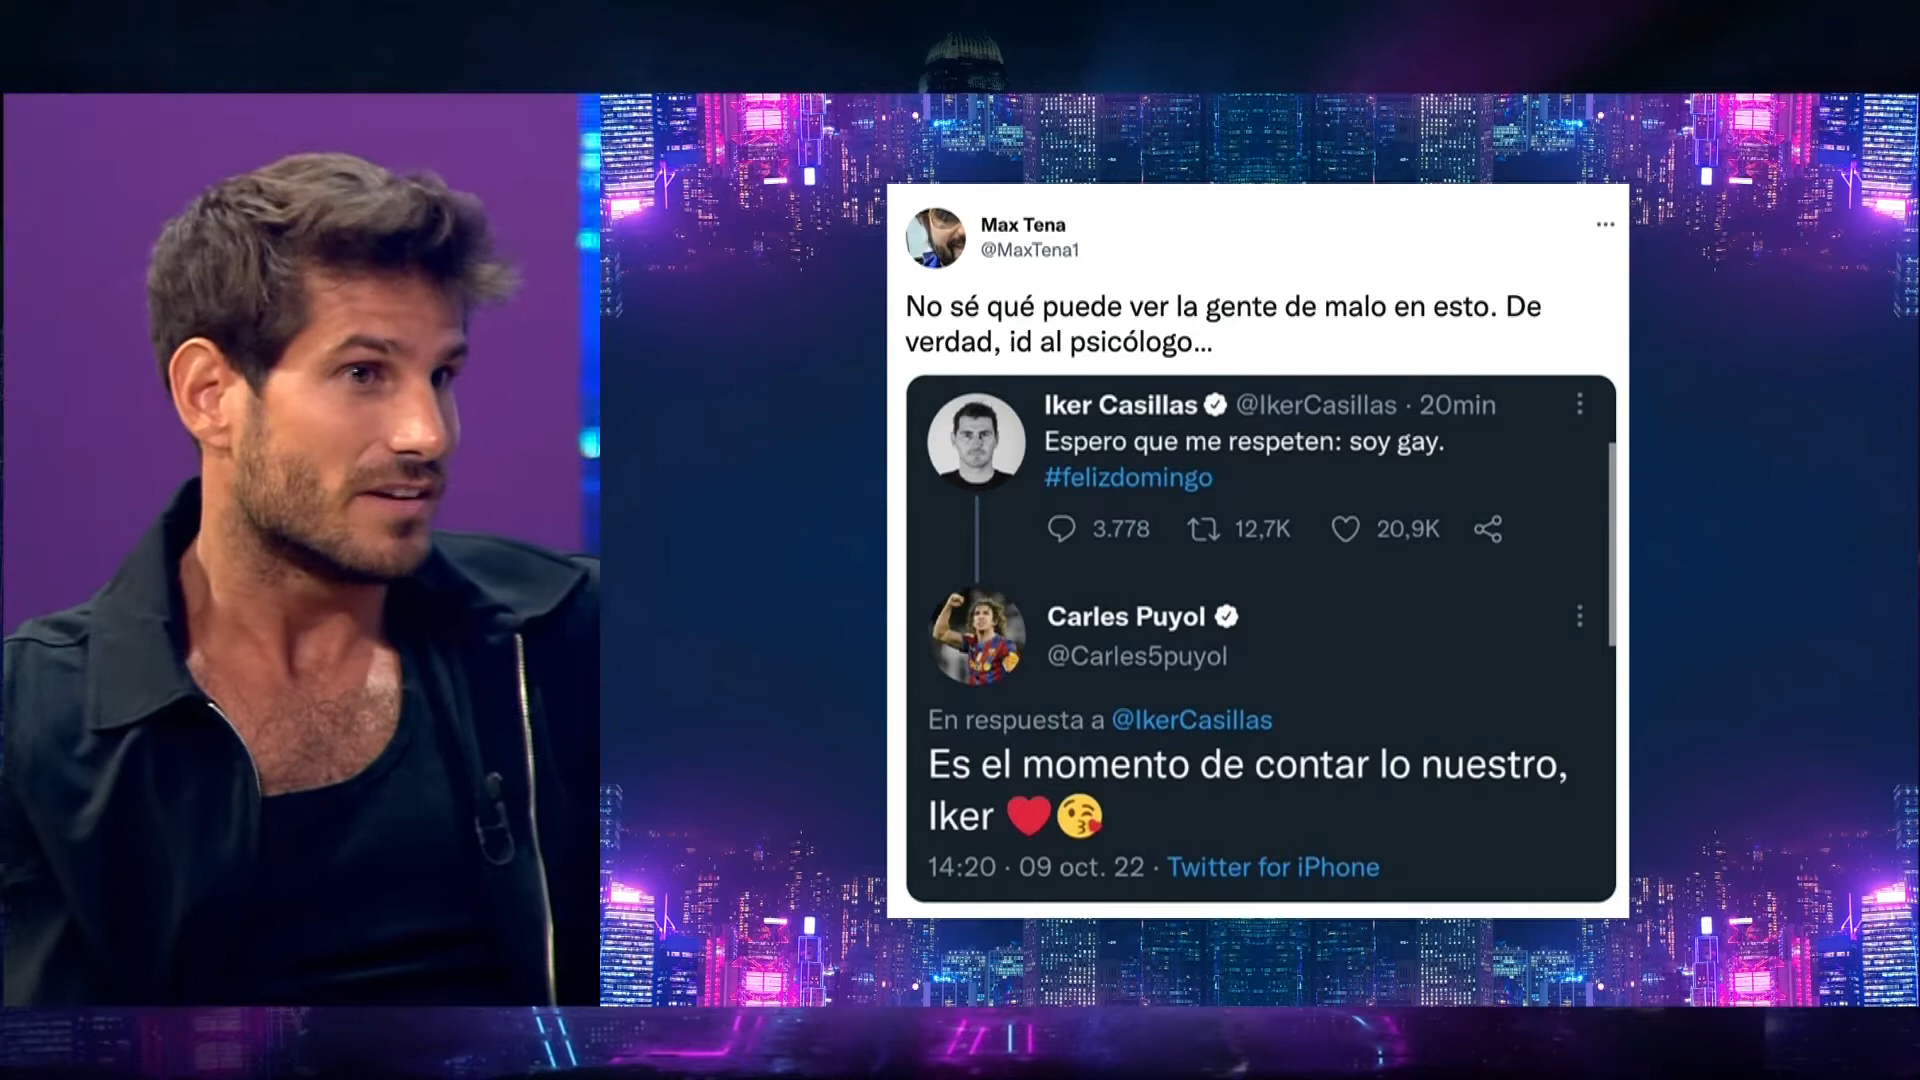 Max Tena
@MaxTena1
No sé qué puede ver la gente de malo en esto. De
verdad, id al psicólogo...
Iker Casillas @IkerCasillas · 20min
Espero que me respeten: soy gay.
#felizdomingo
3.778 12,7K 20,9K
Carles Puyol
@Carles5puyol
En respuesta a @IkerCasillas
Es el momento de contar lo nuestro,
Iker ❤️😘
14:20 · 09 oct. 22 · Twitter for iPhone